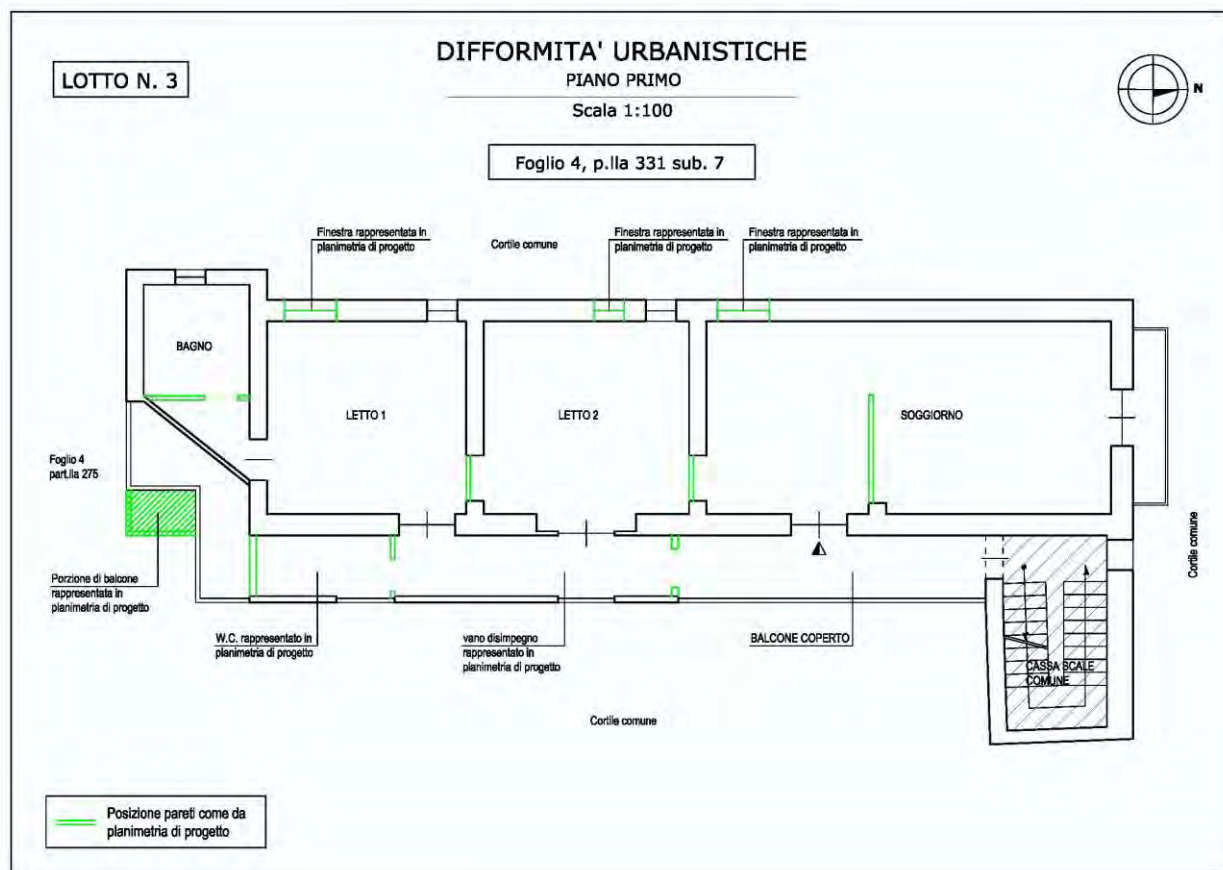 DIFFORMITA' URBANISTICHE
LOTTO N. 3
PIANO PRIMO
Scala 1:100
N
Foglio 4, p.lla 331 sub. 7
Finestra rappresentata in
planimetria di progetto
Cortile comune
Finestra rappresentata in
planimetria di progetto
Finestra rappresentata in
planimetria di progetto
BAGNO
LETTO 1
LETTO 2
SOGGIORNO
Foglio 4
part.lla 275
Cortile comune
Porzione di balcone
rappresentata in
planimetria di progetto
W.C. rappresentato in
planimetria di progetto
vano disimpegno
rappresentato in
planimetria di progetto
BALCONE COPERTO
CASSA SCALE
COMUNE
Cortile comune
Posizione pareti come da
planimetria di progetto